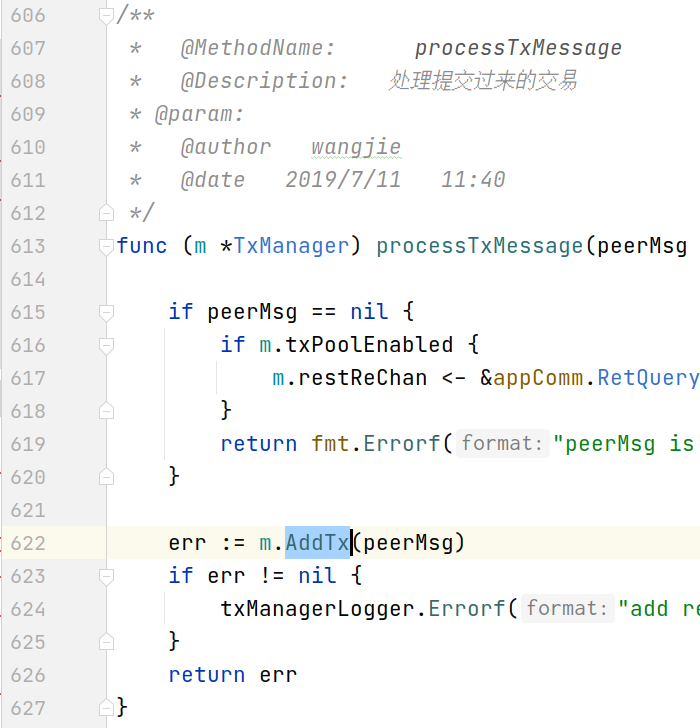 606 /**
607 *   @MethodName:      processTxMessage
608 *   @Description:   处理提交过来的交易
609 * @param:
610 *   @author   wangjie
611 *   @date   2019/7/11   11:40
612 */
613 func (m *TxManager) processTxMessage(peerMsg
614
615     if peerMsg == nil {
616         if m.txPoolEnabled {
617             m.restReChan <- &appComm.RetQuery
618         }
619         return fmt.Errorf( format: "peerMsg is
620     }
621
622     err := m.AddTx(peerMsg)
623     if err != nil {
624         txManagerLogger.Errorf( format: "add re
625     }
626     return err
627 }